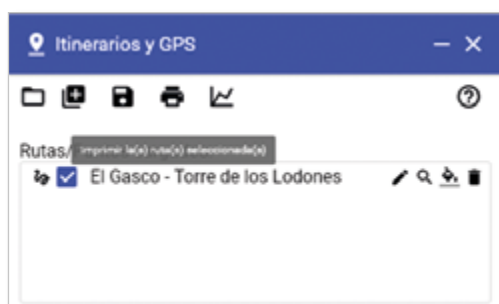 Itinerarios y GPS
Rutas/
Imprimir la(s) ruta(s) seleccionada(s)
El Gasco - Torre de los Lodones